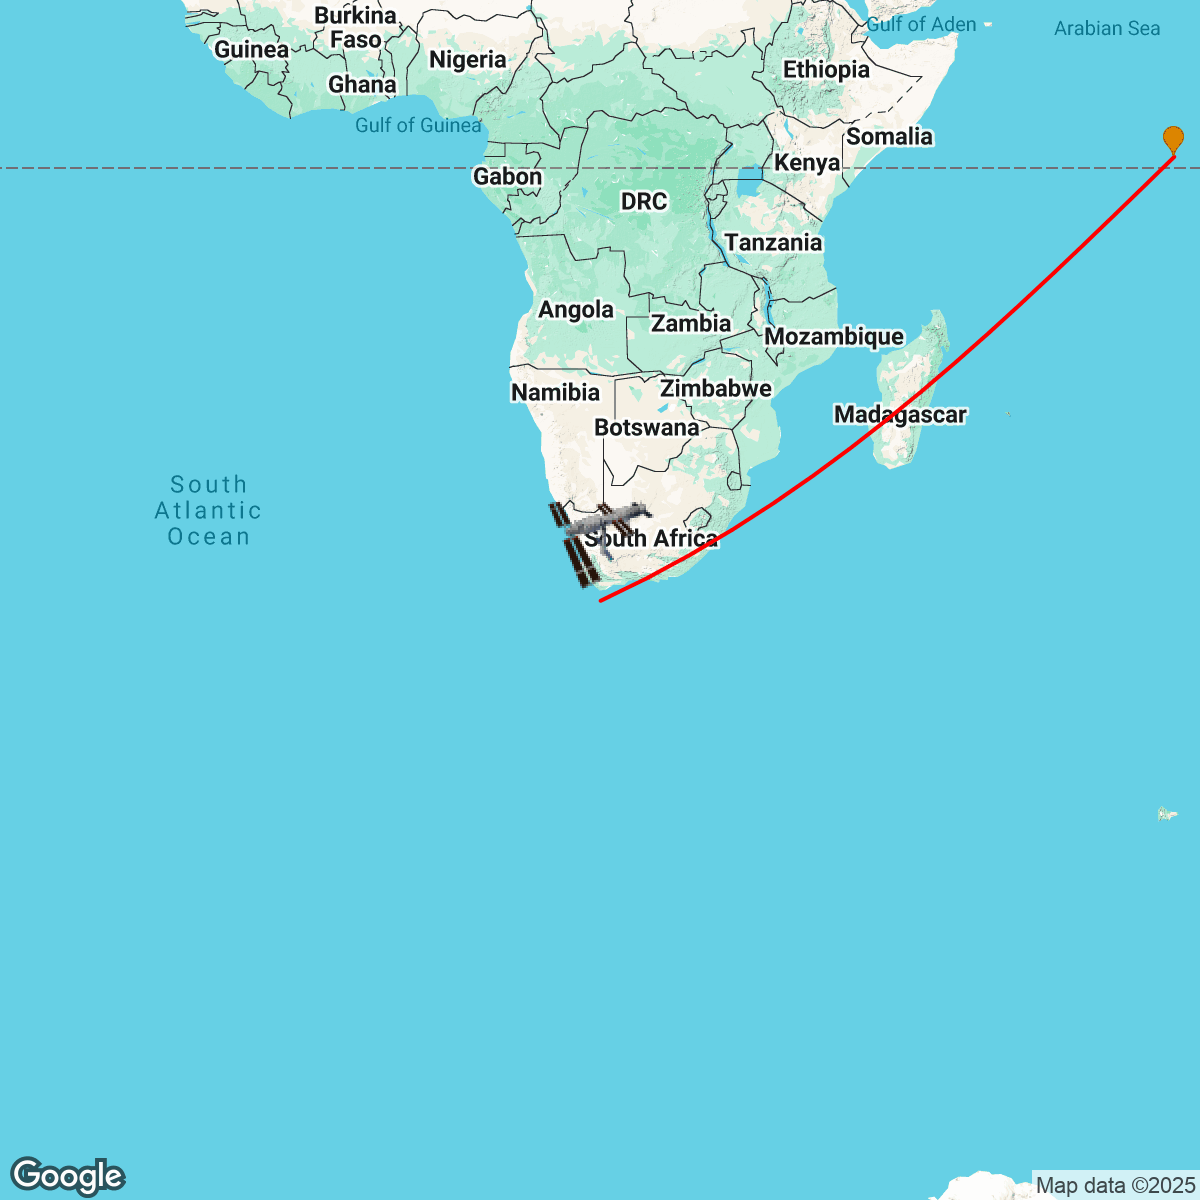 Burkina
Faso
Gulf of Aden
Arabian Sea
Guinea
Nigeria
Ethiopia
Ghana
Gulf of Guinea
Somalia
Kenya
Gabon
DRC
Tanzania
Angola
Zambia
Mozambique
Namibia
Zimbabwe
Madagascar
Botswana
South
Atlantic
Ocean
South Africa
Google
Map data ©2025